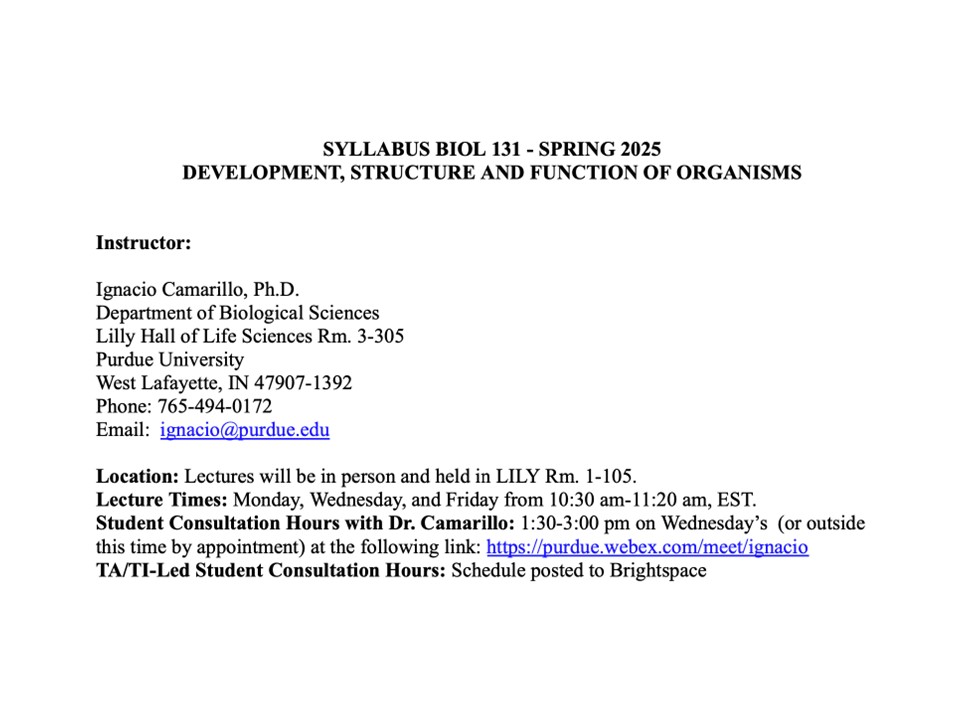 SYLLABUS BIOL 131 - SPRING 2025
DEVELOPMENT, STRUCTURE AND FUNCTION OF ORGANISMS
Instructor:
Ignacio Camarillo, Ph.D.
Department of Biological Sciences
Lilly Hall of Life Sciences Rm. 3-305
Purdue University
West Lafayette, IN 47907-1392
Phone: 765-494-0172
Email: ignacio@purdue.edu
Location: Lectures will be in person and held in LILY Rm. 1-105.
Lecture Times: Monday, Wednesday, and Friday from 10:30 am-11:20 am, EST.
Student Consultation Hours with Dr. Camarillo: 1:30-3:00 pm on Wednesday’s (or outside
this time by appointment) at the following link: https://purdue.webex.com/meet/ignacio
TA/TI-Led Student Consultation Hours: Schedule posted to Brightspace